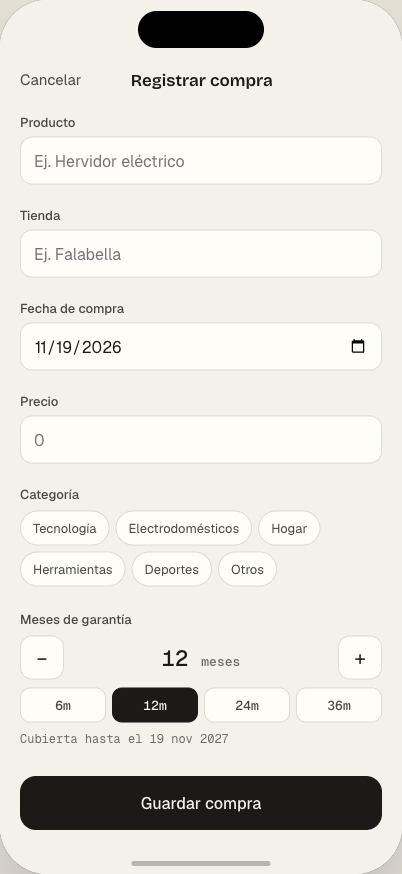 Cancelar Registrar compra
Producto
Ej. Hervidor eléctrico
Tienda
Ej. Falabella
Fecha de compra
11/19/2026
Precio
0
Categoría
Tecnología Electrodomésticos Hogar
Herramientas Deportes Otros
Meses de garantía
− 12 meses +
6m 12m 24m 36m
Cubierta hasta el 19 nov 2027
Guardar compra